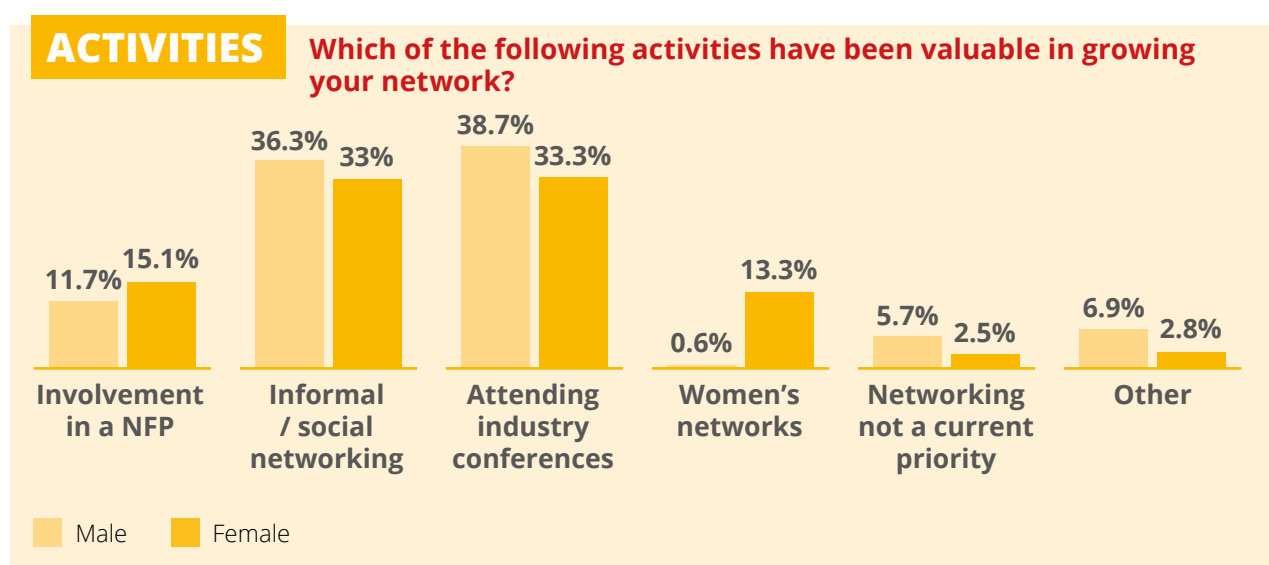 ACTIVITIES
Which of the following activities have been valuable in growing
your network?
11.7%
15.1%
Involvement
in a NFP
36.3%
33%
Informal
/ social
networking
38.7%
33.3%
Attending
industry
conferences
0.6%
13.3%
Women’s
networks
5.7%
2.5%
Networking
not a current
priority
6.9%
2.8%
Other
Male
Female